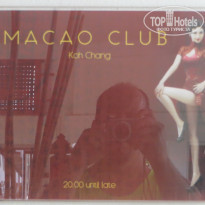 TOP Hotels
MACAO CLUB
Koh Chang
20.00 until late